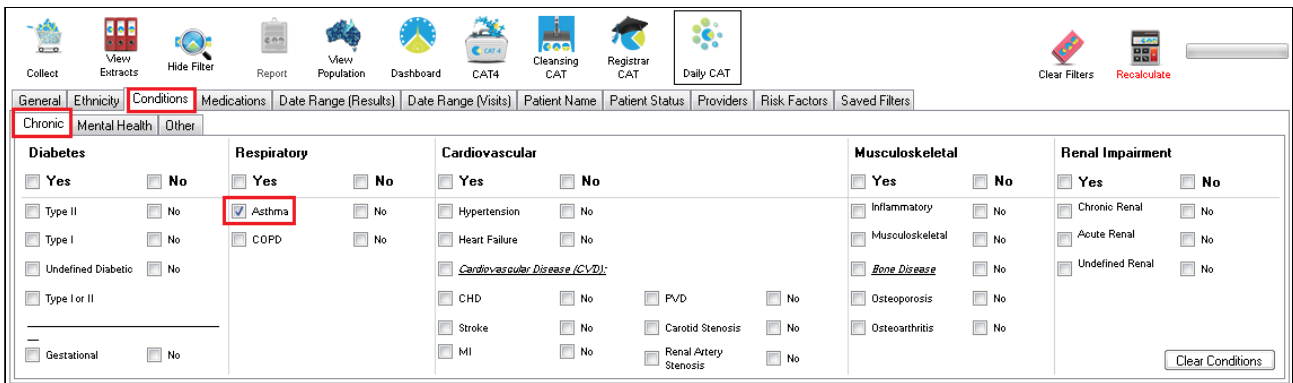 Collect
View Extracts
Hide Filter
Report
View Population
Dashboard
CAT 4
CAT4
Cleansing CAT
Registrar CAT
Daily CAT
Clear Filters
Recalculate
General Ethnicity Conditions Medications Date Range (Results) Date Range (Visits) Patient Name Patient Status Providers Risk Factors Saved Filters
Chronic Mental Health Other
Diabetes Respiratory Cardiovascular Musculoskeletal Renal Impairment
Yes No Yes No Yes No Yes No Yes No
Type II No Asthma No Hypertension No Inflammatory No Chronic Renal No
Type I No COPD No Heart Failure No Musculoskeletal No Acute Renal No
Undefined Diabetic No Cardiovascular Disease (CVD): Bone Disease No Undefined Renal No
Type I or II CHD No PVD No Osteoporosis No
Stroke No Carotid Stenosis No Osteoarthritis No
Gestational No MI No Renal Artery Stenosis No Clear Conditions